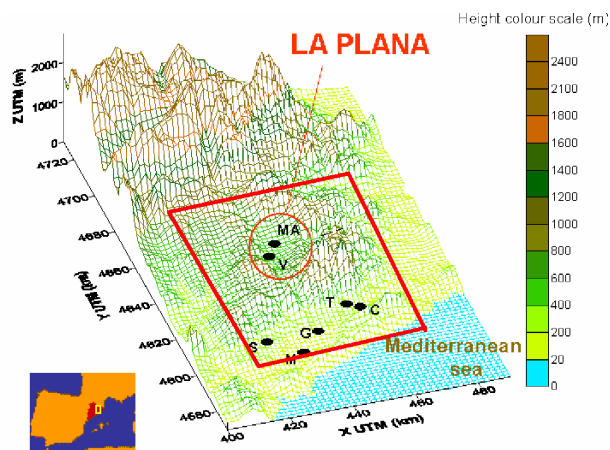 Height colour scale (m)
LA PLANA
Z UTM (m)
2000
1000
0
4720
4700
4680
4660
4640
4620
4600
4580
Y UTM (km)
MA
V
T
C
G
S
M
Mediterranean
sea
400
420
440
460
480
X UTM (km)
2400
2000
1800
1600
1400
1200
1000
800
600
400
200
20
0